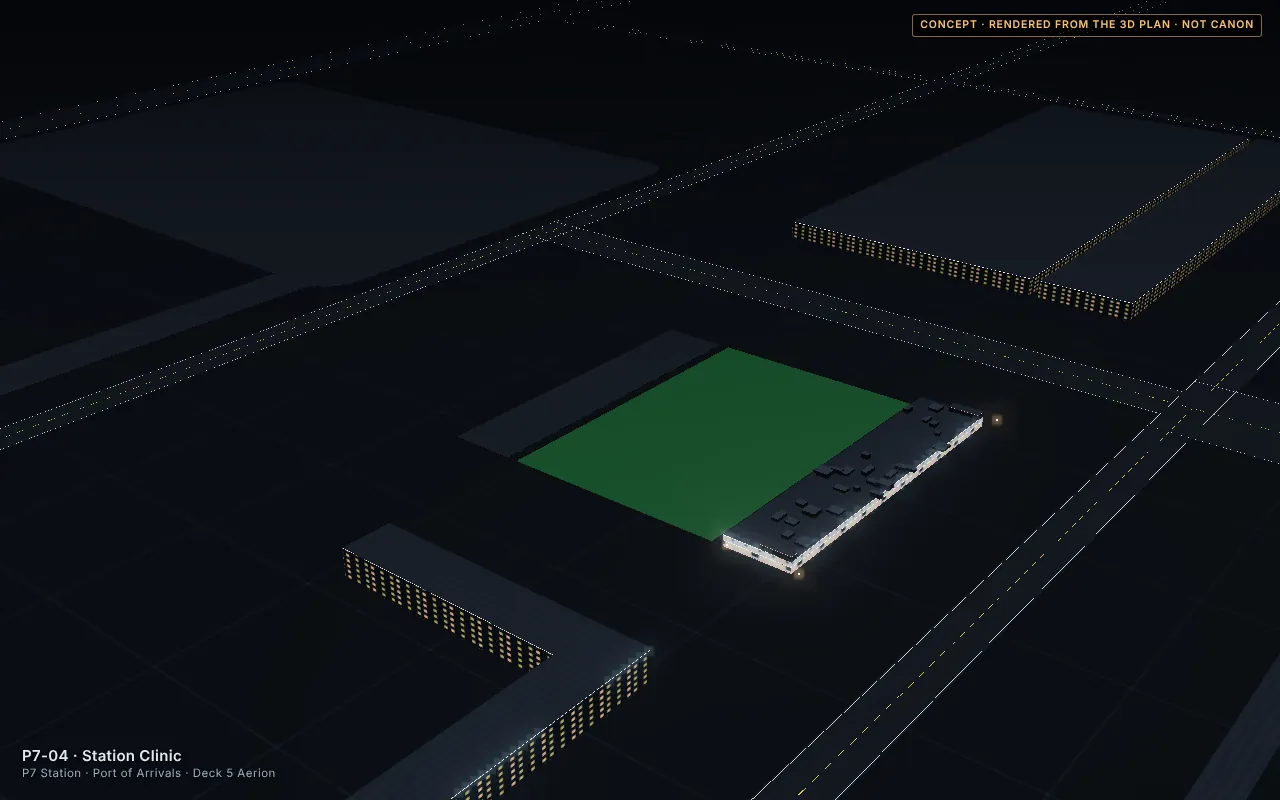 CONCEPT · RENDERED FROM THE 3D PLAN · NOT CANON
P7-04 · Station Clinic
P7 Station · Port of Arrivals · Deck 5 Aerion